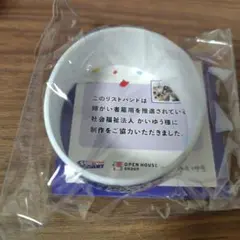 このリストバンドは
障がい者雇用を推進されている
社会福祉法人 かいゆう様に
制作をご協力いただきました。
OPEN HOUSE
GROUP